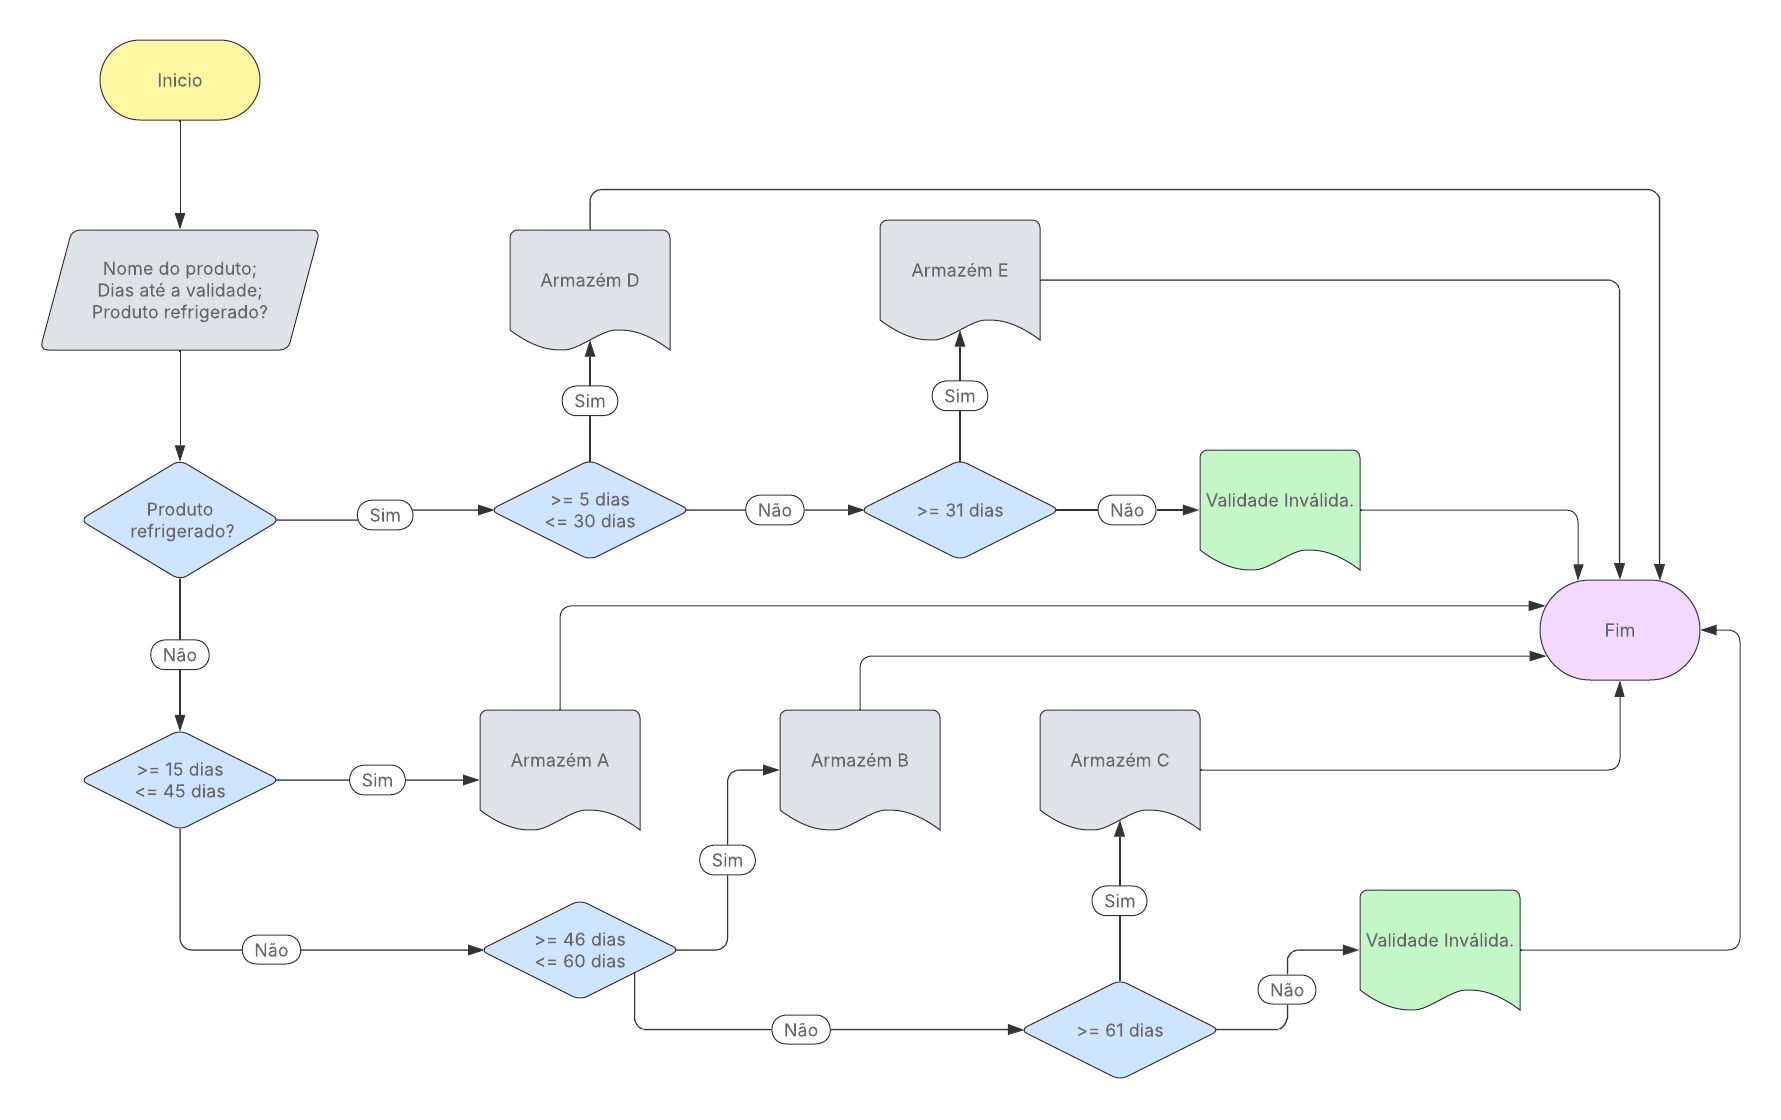 Inicio
Nome do produto;
Dias até a validade;
Produto refrigerado?
Armazém D
Armazém E
Sim
Sim
Produto
refrigerado?
Sim
>= 5 dias
<= 30 dias
Não
>= 31 dias
Não
Validade Inválida.
Fim
Não
>= 15 dias
<= 45 dias
Sim
Armazém A
Armazém B
Armazém C
Sim
Sim
Não
>= 46 dias
<= 60 dias
Validade Inválida.
Não
Não
>= 61 dias